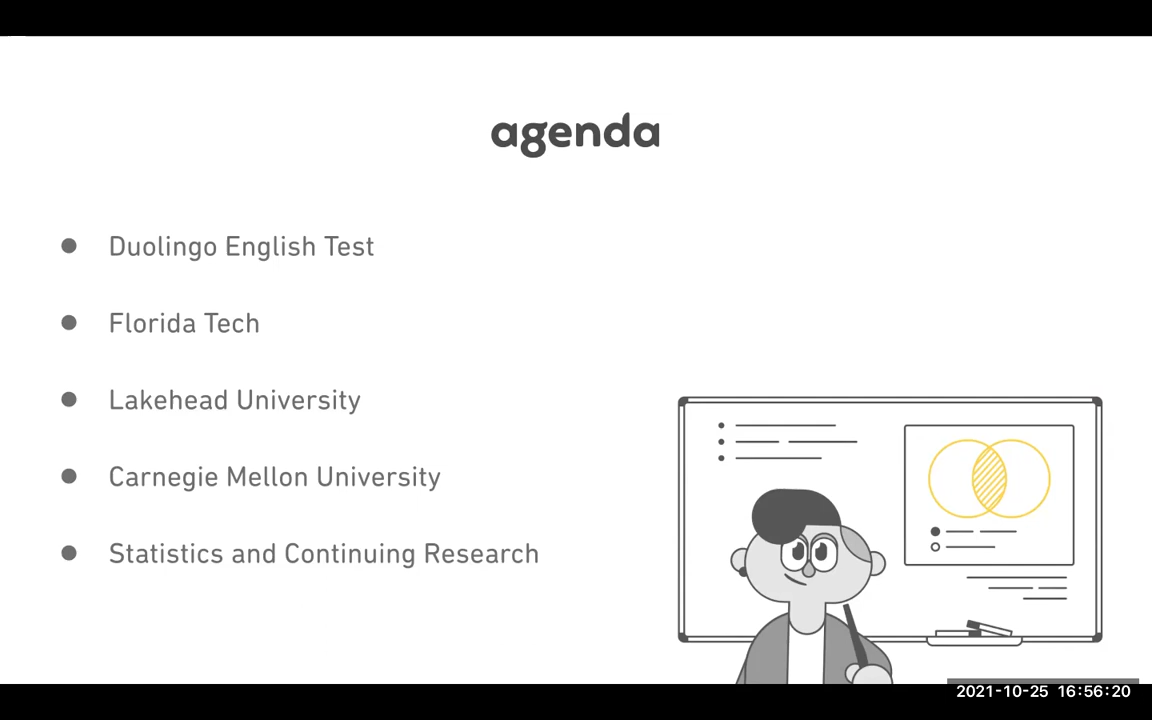 agenda
Duolingo English Test
Florida Tech
Lakehead University
Carnegie Mellon University
Statistics and Continuing Research
2021-10-25 16:56:20